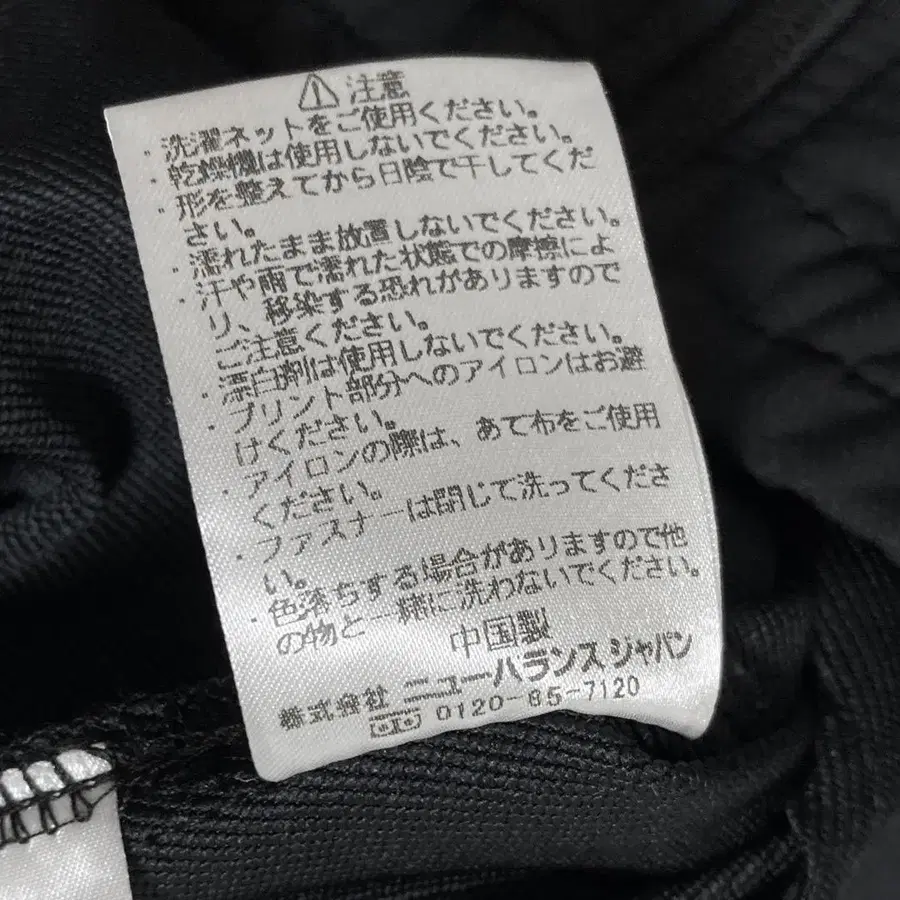 ⚠ 注意
・洗濯ネットをご使用ください。
・乾燥機は使用しないでください。
・形を整えてから日陰で干してくだ
さい。
・濡れたまま放置しないでください。
・汗や雨で濡れた状態での摩擦によ
り、移染する恐れがありますので
ご注意ください。
・漂白剤は使用しないでください。
・プリント部分へのアイロンはお避
けください。
・アイロンの際は、あて布をご使用
ください。
・ファスナーは閉じて洗ってくださ
い。
・色落ちする場合がありますので他
の物と一緒に洗わないでください。
中国製
株式会社 ニューバランス ジャパン
0120-85-7120